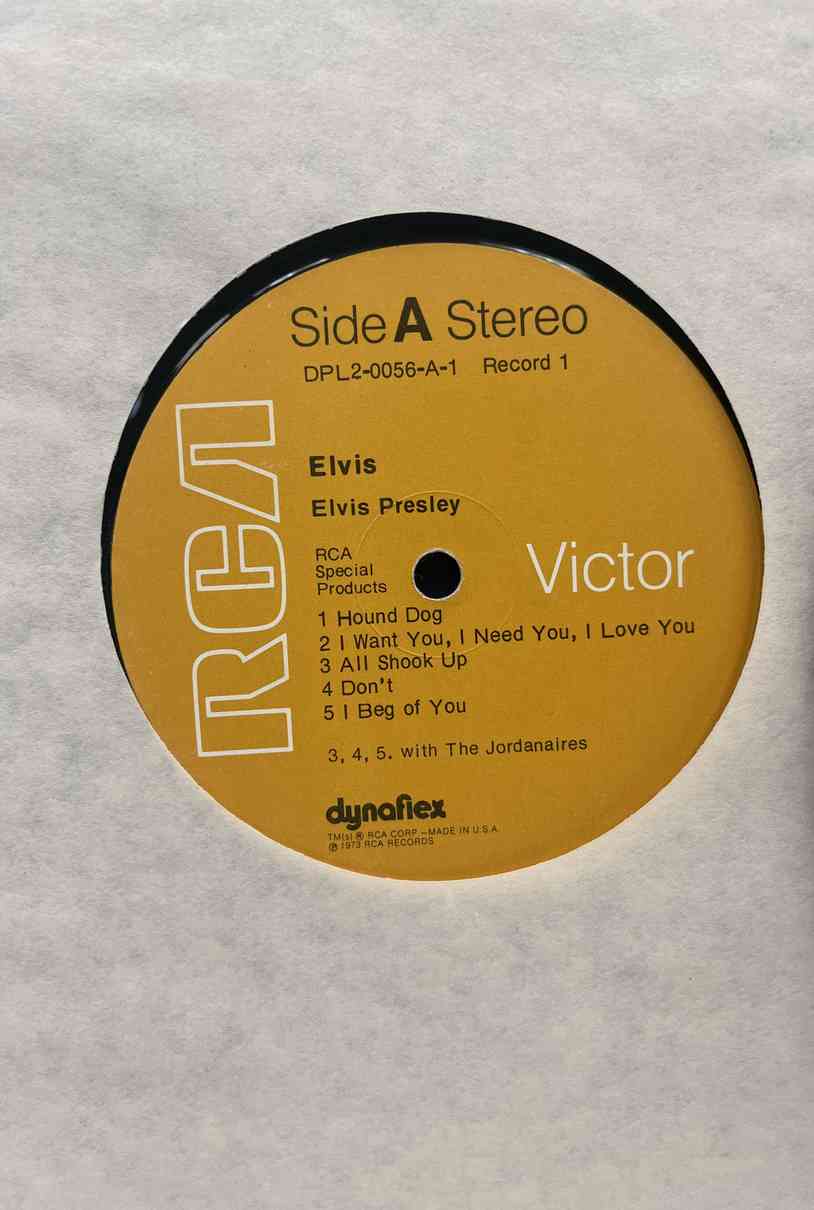 Side A Stereo
DPL2-0056-A-1 Record 1
RCA
Elvis
Elvis Presley
RCA
Special
Products
Victor
1 Hound Dog
2 I Want You, I Need You, I Love You
3 All Shook Up
4 Don't
5 I Beg of You
3, 4, 5. with The Jordanaires
dynaflex
TM(s) ® RCA CORP.–MADE IN U.S.A.
℗ 1973 RCA RECORDS